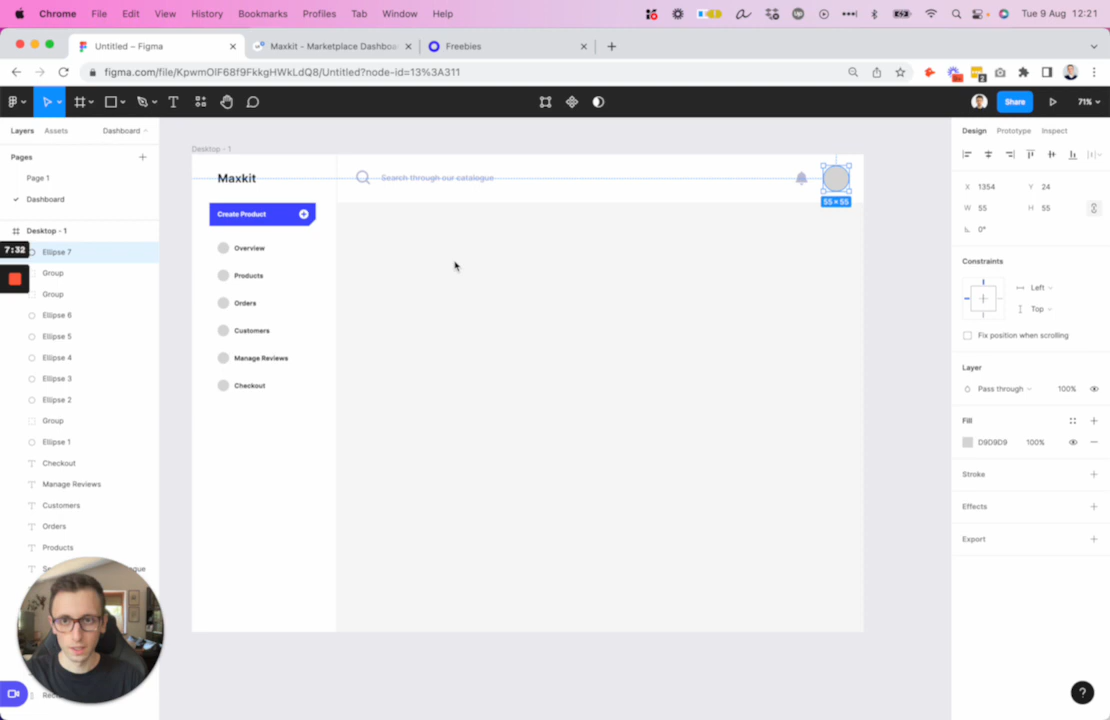 Chrome File Edit View History Bookmarks Profiles Tab Window Help Tue 9 Aug 12:21
Untitled – Figma Maxkit - Marketplace Dashboa Freebies
figma.com/file/KpwmOlF68f9FkkgHWkLdQ8/Untitled?node-id=13%3A311
Share 71%
Layers Assets Dashboard
Pages
Page 1
Dashboard
Desktop - 1
7:32
Ellipse 7
Group
Group
Ellipse 6
Ellipse 5
Ellipse 4
Ellipse 3
Ellipse 2
Group
Ellipse 1
Checkout
Manage Reviews
Customers
Orders
Products
Desktop - 1
Maxkit
Search through our catalogue
55 × 55
Create Product
Overview
Products
Orders
Customers
Manage Reviews
Checkout
Design Prototype Inspect
X 1354 Y 24
W 55 H 55
0°
Constraints
Left
Top
Fix position when scrolling
Layer
Pass through 100%
Fill
D9D9D9 100%
Stroke
Effects
Export
?